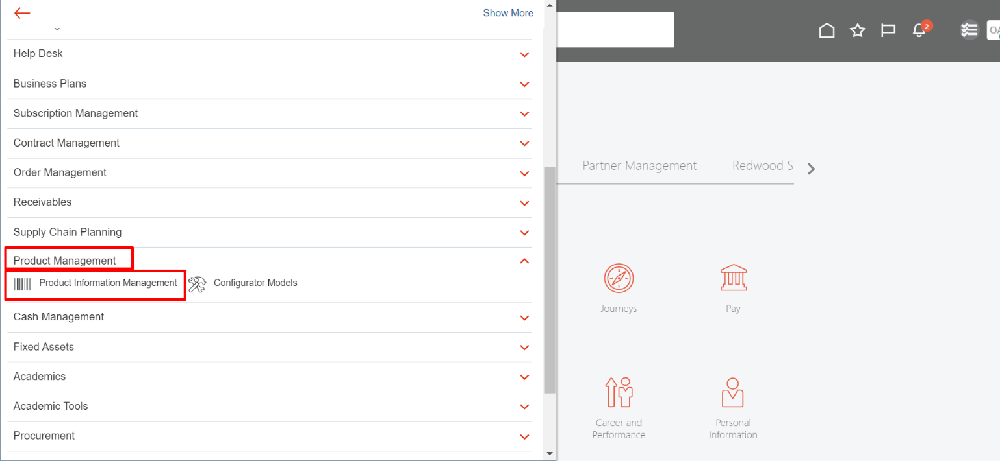 Show More
2
OA
Help Desk
Business Plans
Subscription Management
Contract Management
Order Management
Receivables
Supply Chain Planning
Product Management
Product Information Management
Configurator Models
Cash Management
Fixed Assets
Academics
Academic Tools
Procurement
Partner Management
Redwood S
Journeys
Pay
Career and
Performance
Personal
Information